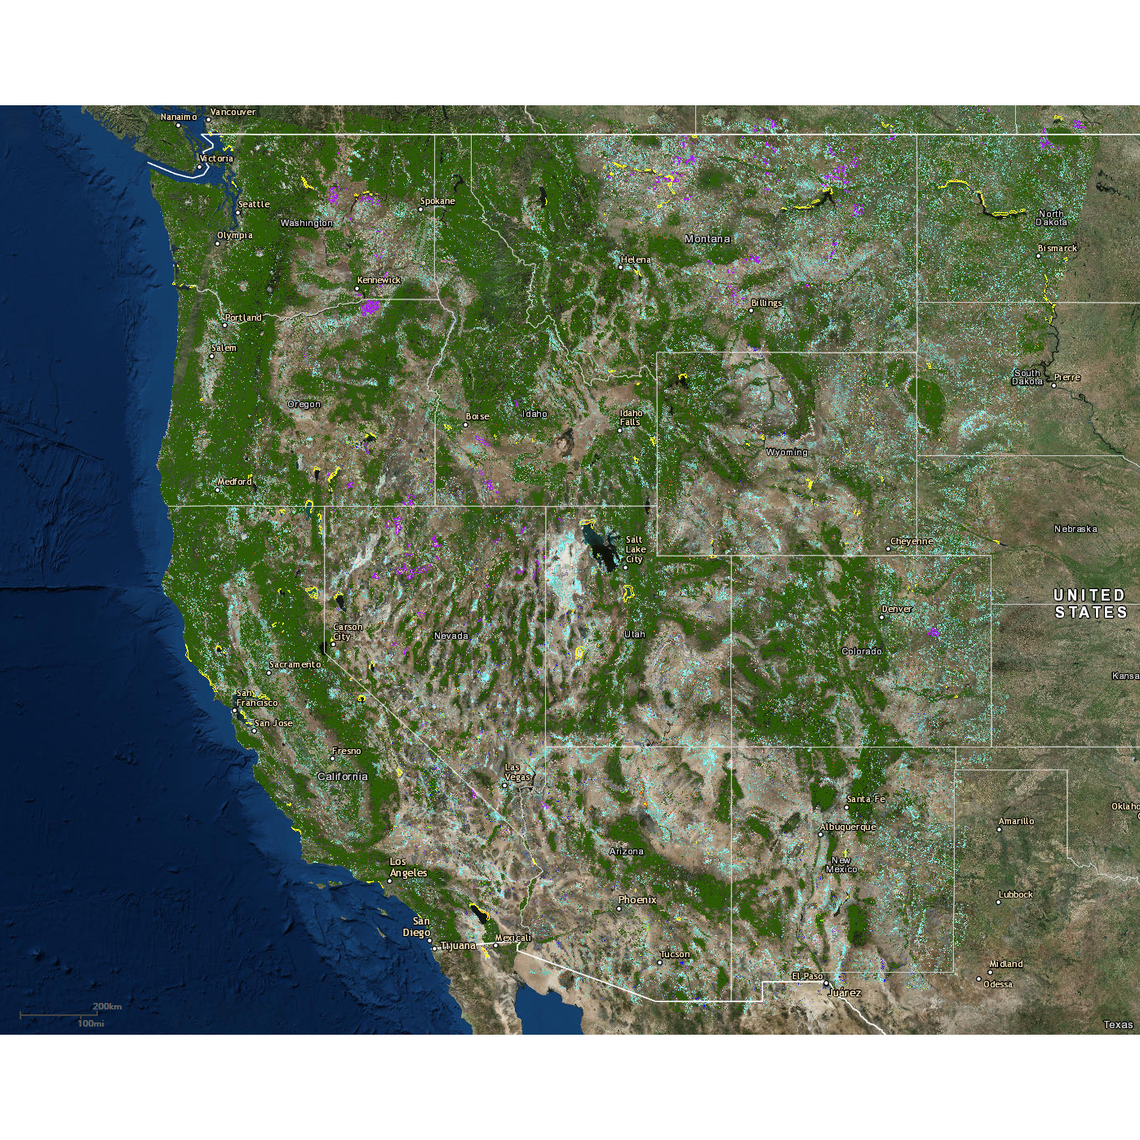 Vancouver
Nanaimo
Victoria
Seattle
Spokane
Washington
Olympia
Kennewick
Portland
Salem
Oregon
Medford
Montana
Helena
Billings
North
Dakota
Bismarck
South
Dakota
Pierre
Boise
Idaho
Idaho
Falls
Wyoming
Cheyenne
Nebraska
Salt
Lake
City
UNITED
STATES
Denver
Carson
City
Nevada
Utah
Colorado
Kansa
Sacramento
San
Francisco
San Jose
Fresno
California
Las
Vegas
Santa Fe
Albuquerque
New
Mexico
Amarillo
Oklaho
Arizona
Los
Angeles
Phoenix
Lubbock
San
Diego
Tijuana
Mexicali
Tucson
El Paso
Juárez
Midland
Odessa
Texas
200km
100mi